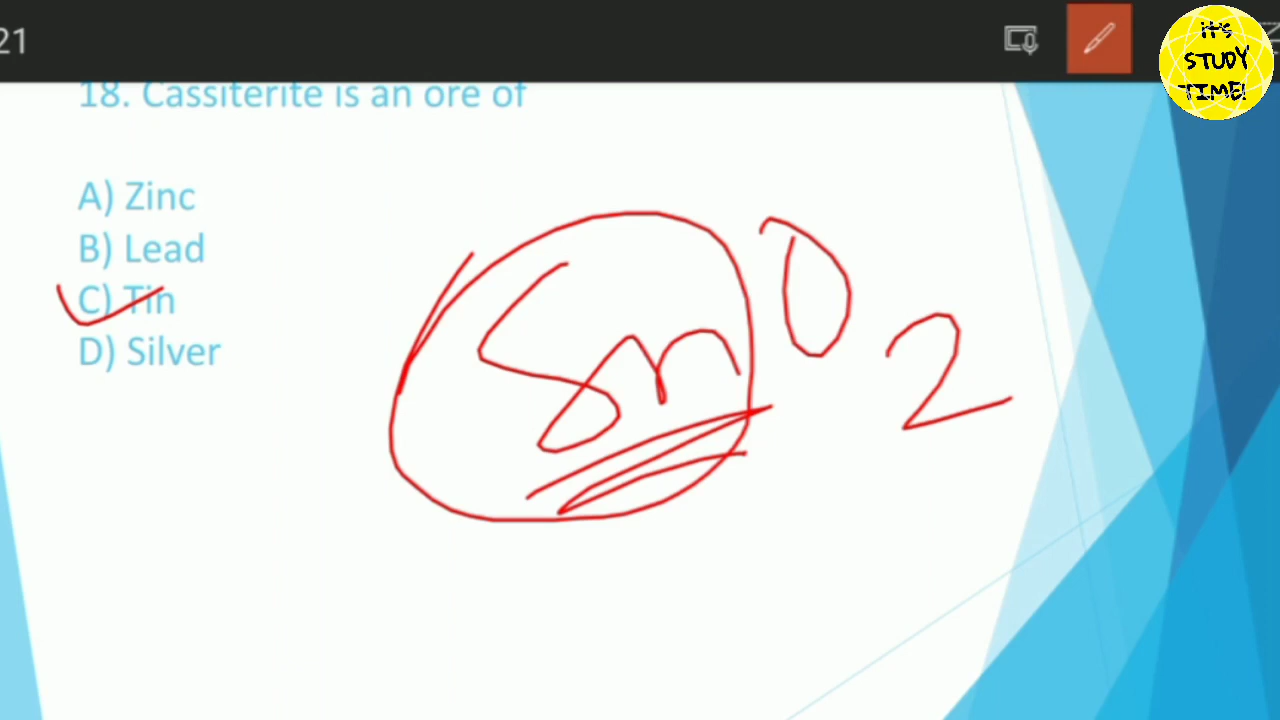 21
IT'S
STUDY
TIME!
18. Cassiterite is an ore of
A) Zinc
B) Lead
C) Tin
D) Silver
SnO2